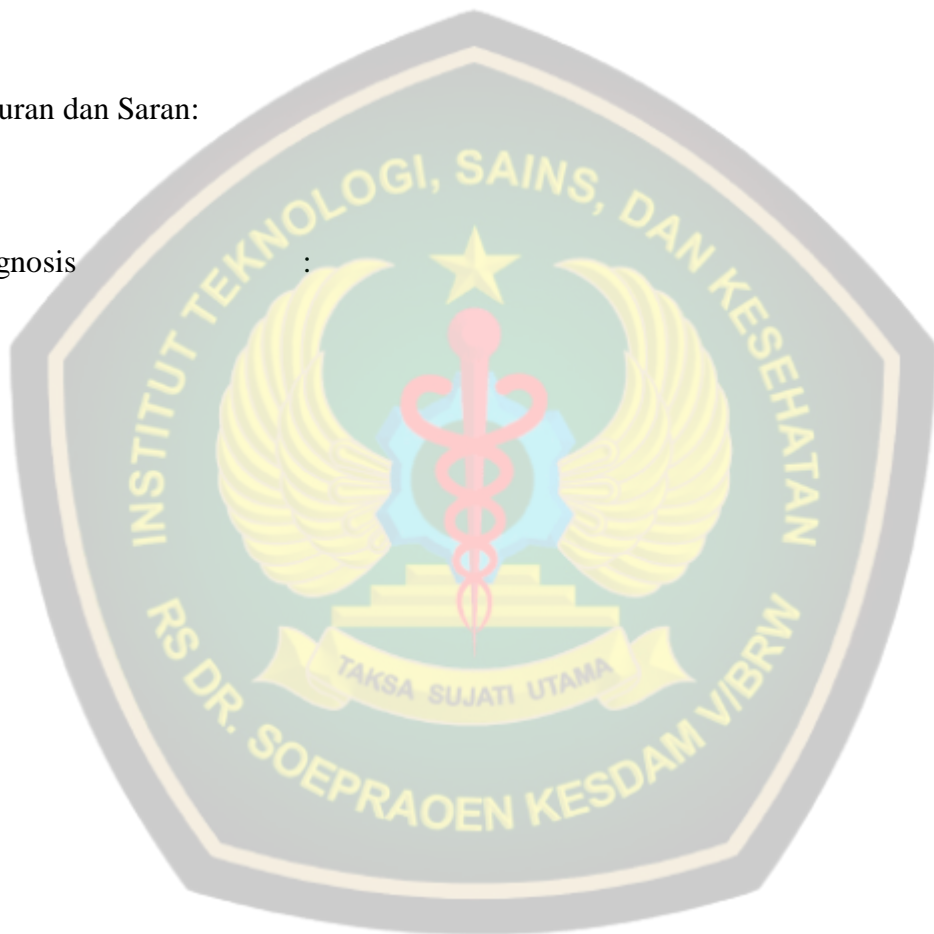 uran dan Saran:
gnosis :
INSTITUT TEKNOLOGI, SAINS, DAN KESEHATAN
TAKSA SUJATI UTAMA
RS DR. SOEPRAOEN KESDAM V/BRW